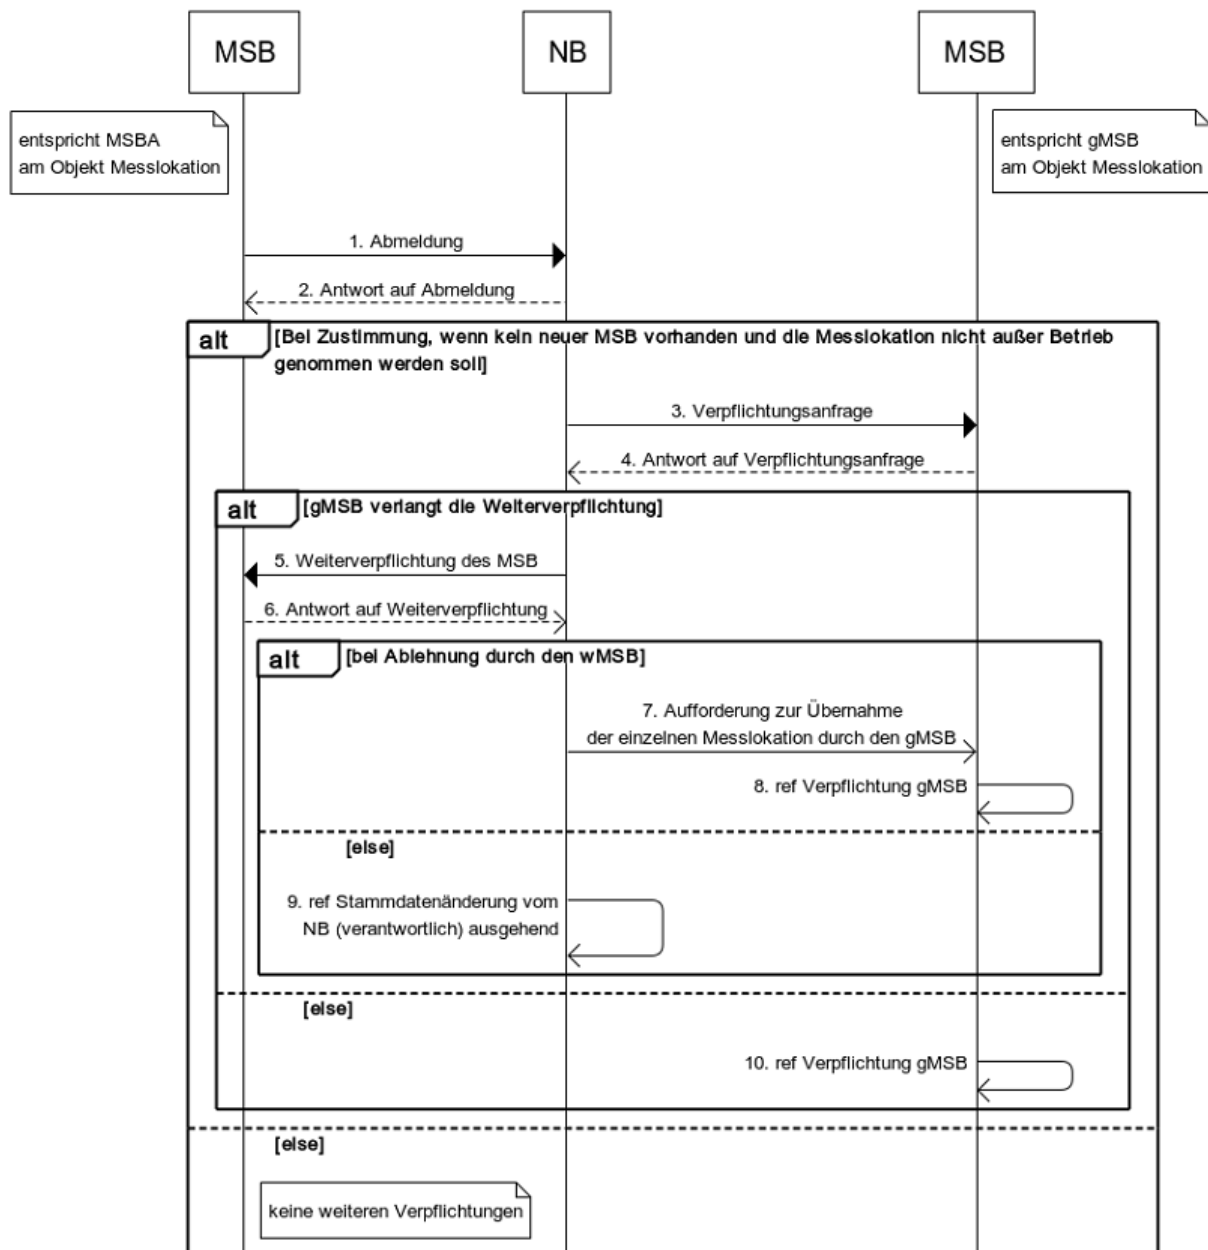 MSB
NB
MSB
entspricht MSBA
am Objekt Messlokation
entspricht gMSB
am Objekt Messlokation
1. Abmeldung
2. Antwort auf Abmeldung
alt
[Bei Zustimmung, wenn kein neuer MSB vorhanden und die Messlokation nicht außer Betrieb
genommen werden soll]
3. Verpflichtungsanfrage
4. Antwort auf Verpflichtungsanfrage
alt
[gMSB verlangt die Weiterverpflichtung]
5. Weiterverpflichtung des MSB
6. Antwort auf Weiterverpflichtung
alt
[bei Ablehnung durch den wMSB]
7. Aufforderung zur Übernahme
der einzelnen Messlokation durch den gMSB
8. ref Verpflichtung gMSB
[else]
9. ref Stammdatenänderung vom
NB (verantwortlich) ausgehend
[else]
10. ref Verpflichtung gMSB
[else]
keine weiteren Verpflichtungen